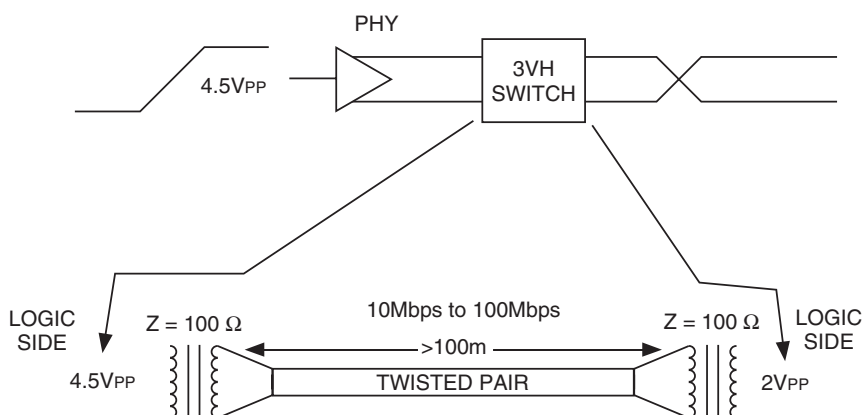 PHY
4.5VPP
3VH
SWITCH
10Mbps to 100Mbps
LOGIC
SIDE
Z = 100 Ω
>100m
Z = 100 Ω
LOGIC
SIDE
4.5VPP
TWISTED PAIR
2VPP